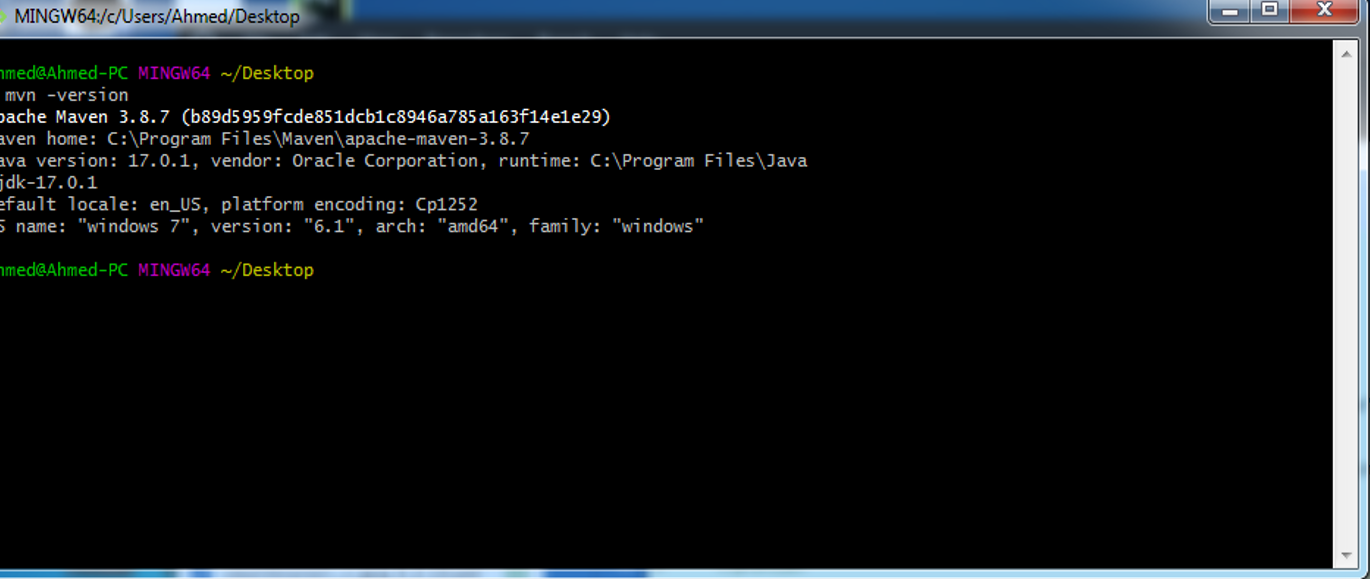 MINGW64:/c/Users/Ahmed/Desktop
hmed@Ahmed-PC MINGW64 ~/Desktop
mvn -version
pache Maven 3.8.7 (b89d5959fcde851dcb1c8946a785a163f14e1e29)
aven home: C:\Program Files\Maven\apache-maven-3.8.7
ava version: 17.0.1, vendor: Oracle Corporation, runtime: C:\Program Files\Java
jdk-17.0.1
efault locale: en_US, platform encoding: Cp1252
S name: "windows 7", version: "6.1", arch: "amd64", family: "windows"
hmed@Ahmed-PC MINGW64 ~/Desktop